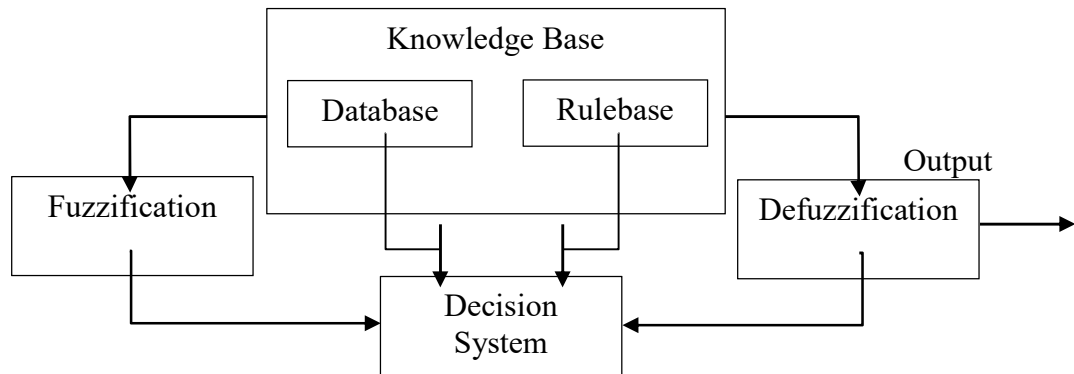 Knowledge Base
Database
Rulebase
Output
Fuzzification
Defuzzification
Decision
System